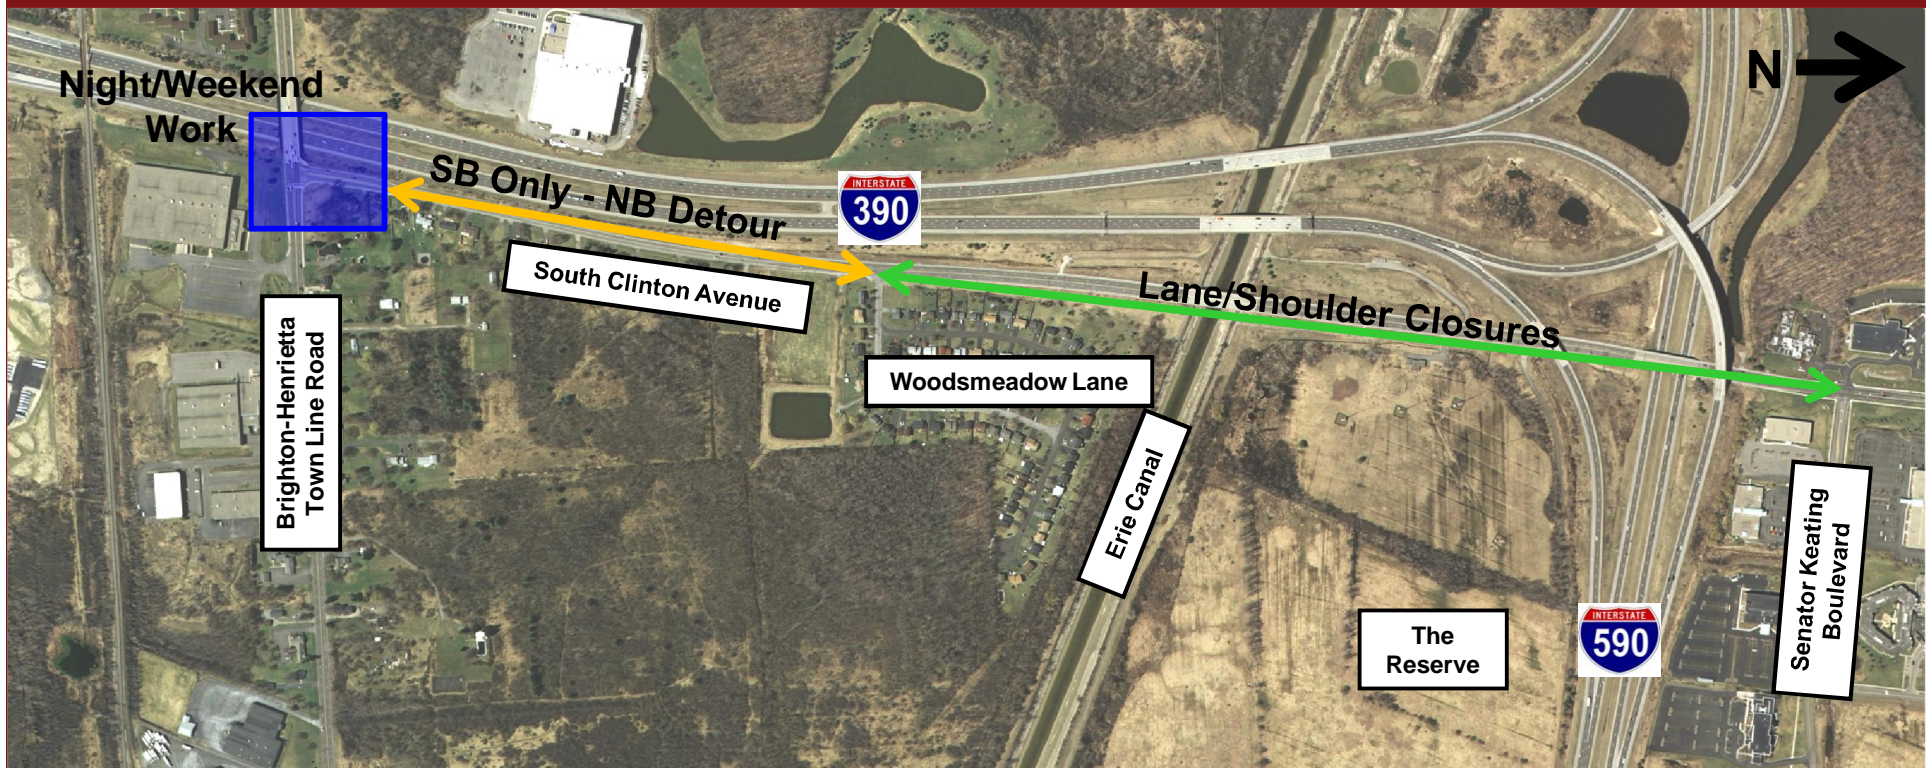 Night/Weekend
Work
N
SB Only - NB Detour
INTERSTATE
390
South Clinton Avenue
Lane/Shoulder Closures
Brighton-Henrietta
Town Line Road
Woodsmeadow Lane
Erie Canal
The
Reserve
INTERSTATE
590
Senator Keating
Boulevard